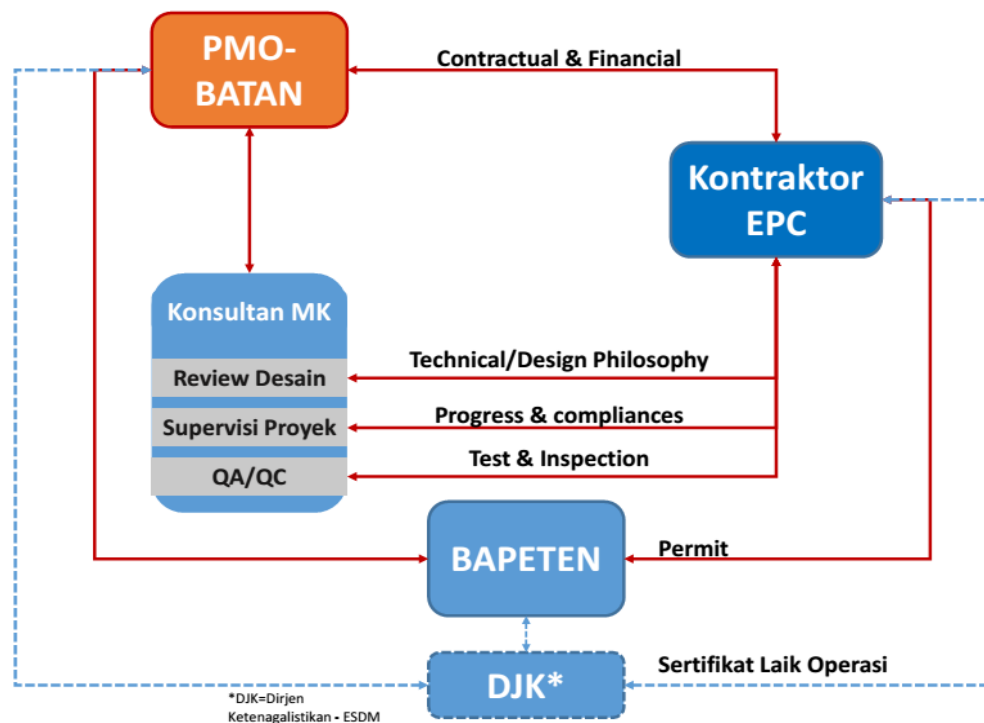 PMO-
BATAN
Contractual & Financial
Kontraktor
EPC
Konsultan MK
Technical/Design Philosophy
Review Desain
Progress & compliances
Supervisi Proyek
Test & Inspection
QA/QC
BAPETEN
Permit
DJK*
Sertifikat Laik Operasi
*DJK=Dirjen
Ketenagalistikan - ESDM